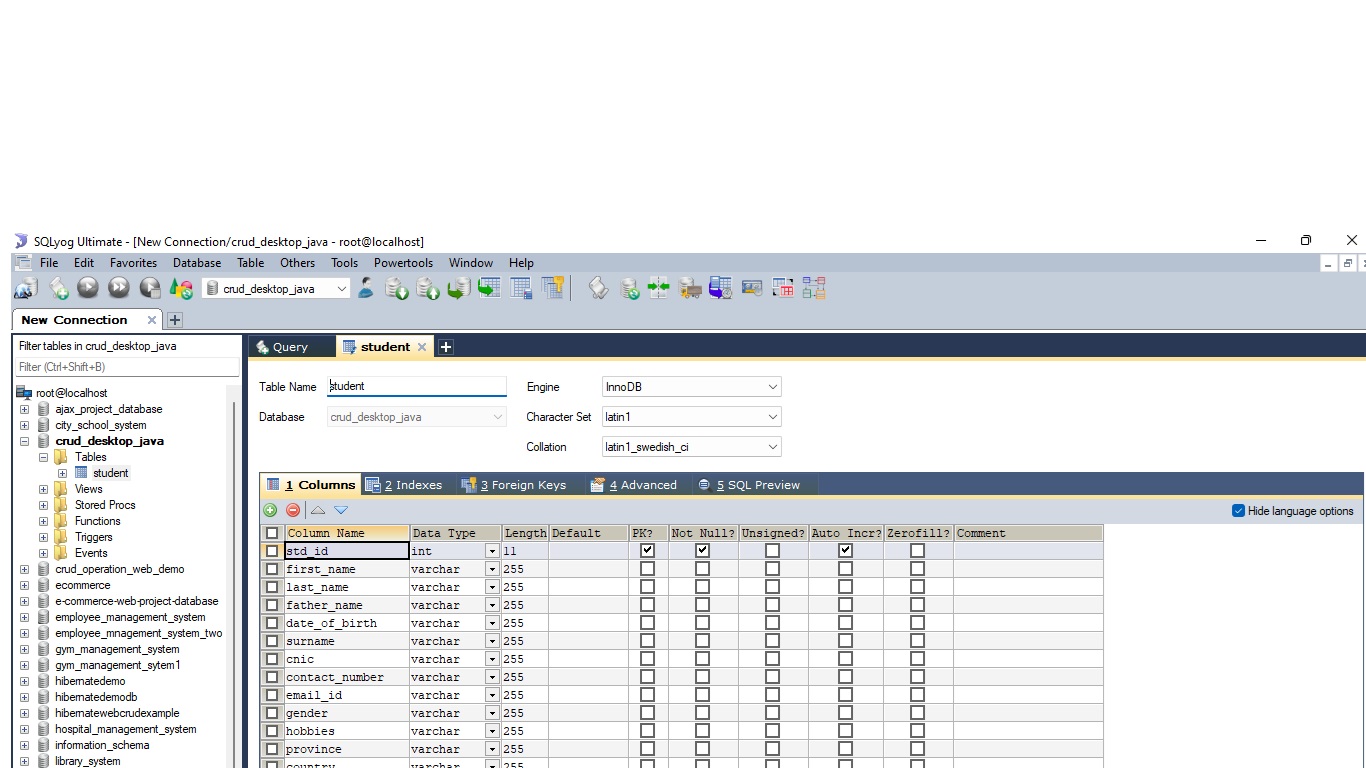 SQLyog Ultimate - [New Connection/crud_desktop_java - root@localhost]
File Edit Favorites Database Table Others Tools Powertools Window Help
crud_desktop_java
New Connection
Filter tables in crud_desktop_java
Filter (Ctrl+Shift+B)
root@localhost
ajax_project_database
city_school_system
crud_desktop_java
Tables
student
Views
Stored Procs
Functions
Triggers
Events
crud_operation_web_demo
ecommerce
e-commerce-web-project-database
employee_management_system
employee_mnagement_system_two
gym_management_system
gym_management_sytem1
hibernatedemo
hibernatedemodb
hibernatewebcrudexample
hospital_management_system
information_schema
library_system
Query student
Table Name student Engine InnoDB
Database crud_desktop_java Character Set latin1
Collation latin1_swedish_ci
1 Columns 2 Indexes 3 Foreign Keys 4 Advanced 5 SQL Preview
Hide language options
Column Name Data Type Length Default PK? Not Null? Unsigned? Auto Incr? Zerofill? Comment
std_id int 11
first_name varchar 255
last_name varchar 255
father_name varchar 255
date_of_birth varchar 255
surname varchar 255
cnic varchar 255
contact_number varchar 255
email_id varchar 255
gender varchar 255
hobbies varchar 255
province varchar 255
country varchar 255